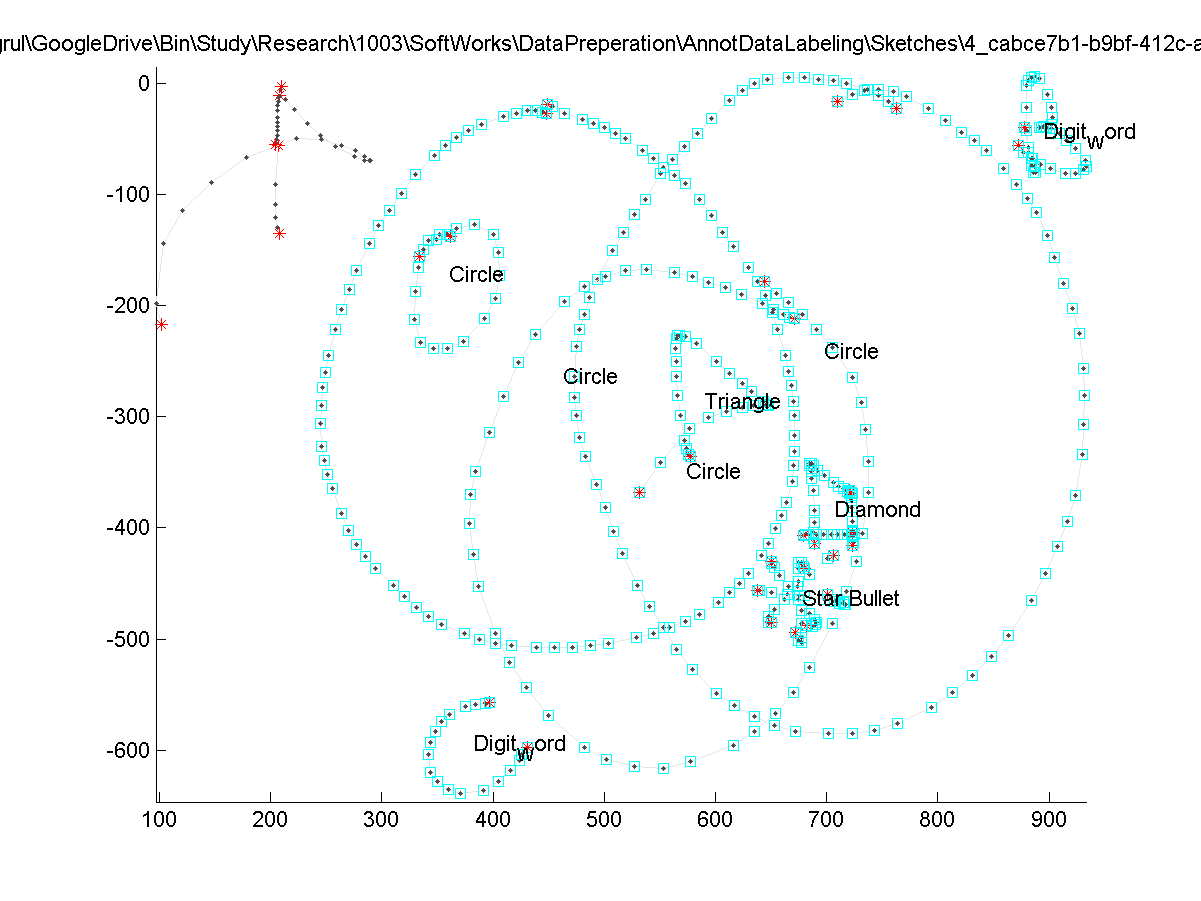 grul\GoogleDrive\Bin\Study\Research\1003\SoftWorks\DataPreperation\AnnotDataLabeling\Sketches\4_cabce7b1-b9bf-412c-a
0
-100
-200
-300
-400
-500
-600
Digit_word
Circle
Circle
Circle
Triangle
Circle
Diamond
Star Bullet
Digit_word
100 200 300 400 500 600 700 800 900